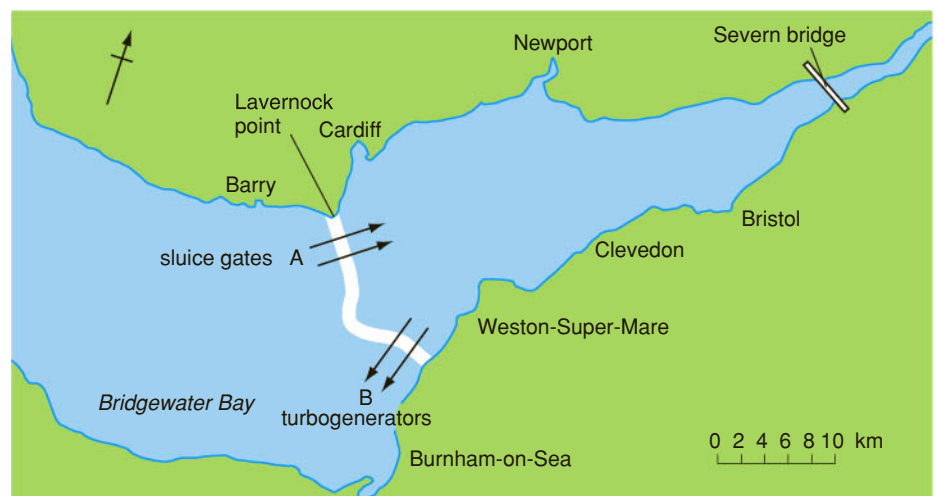 Severn bridge
Newport
Lavernock
point
Cardiff
Barry
Bristol
sluice gates A
Clevedon
Weston-Super-Mare
Bridgewater Bay
B
turbogenerators
0 2 4 6 8 10 km
Burnham-on-Sea